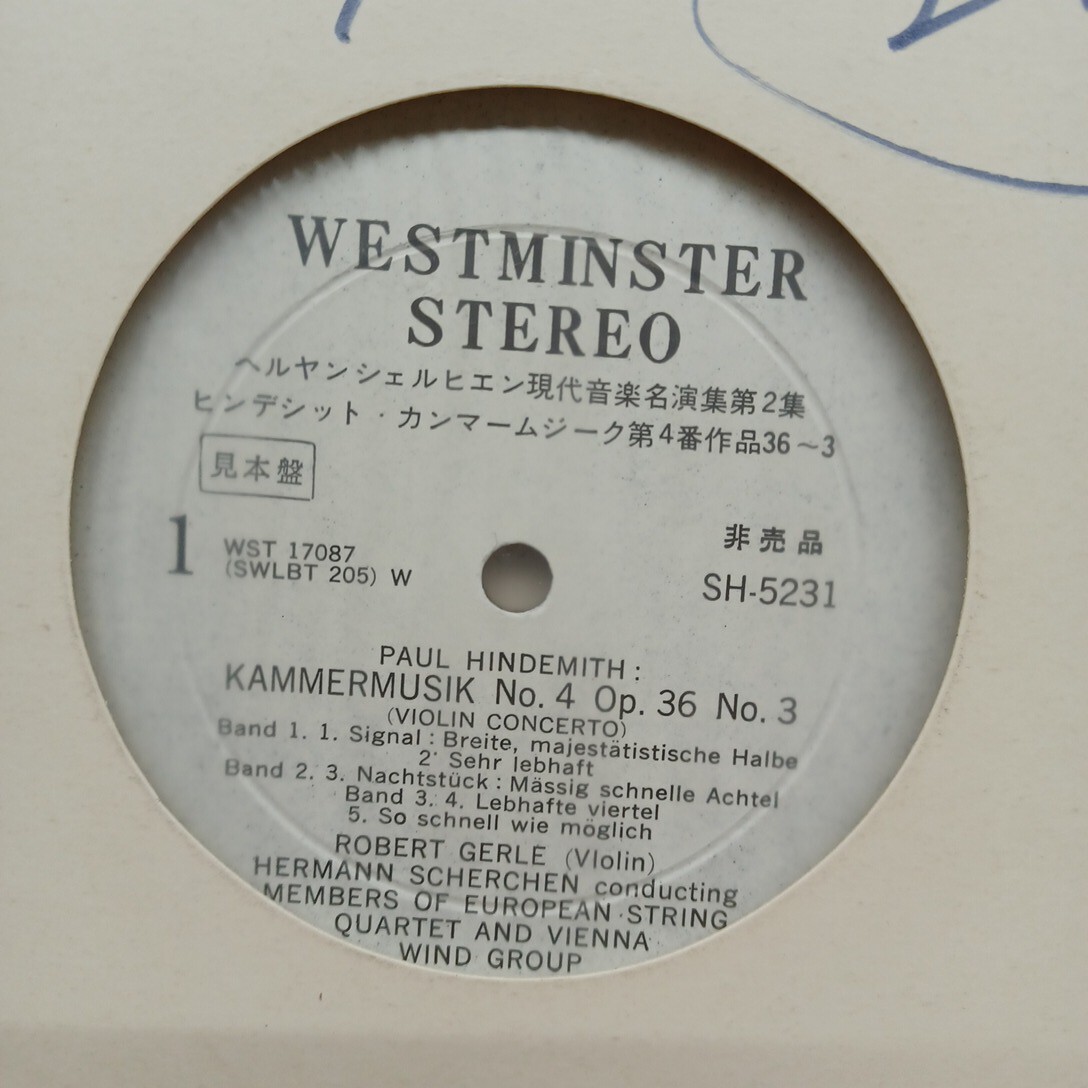 WESTMINSTER
STEREO
ヘルヤンシェルヒエン現代音楽名演集第2集
ヒンデシット・カンマームジーク第4番作品36～3
見本盤
非売品
1
WST 17087
(SWLBT 205) W
SH-5231
PAUL HINDEMITH:
KAMMERMUSIK No. 4 Op. 36 No. 3
(VIOLIN CONCERTO)
Band 1. 1. Signal: Breite, majestätistische Halbe
2. Sehr lebhaft
Band 2. 3. Nachtstück: Mässig schnelle Achtel
Band 3. 4. Lebhafte viertel
5. So schnell wie möglich
ROBERT GERLE (Violin)
HERMANN SCHERCHEN conducting
MEMBERS OF EUROPEAN STRING
QUARTET AND VIENNA
WIND GROUP